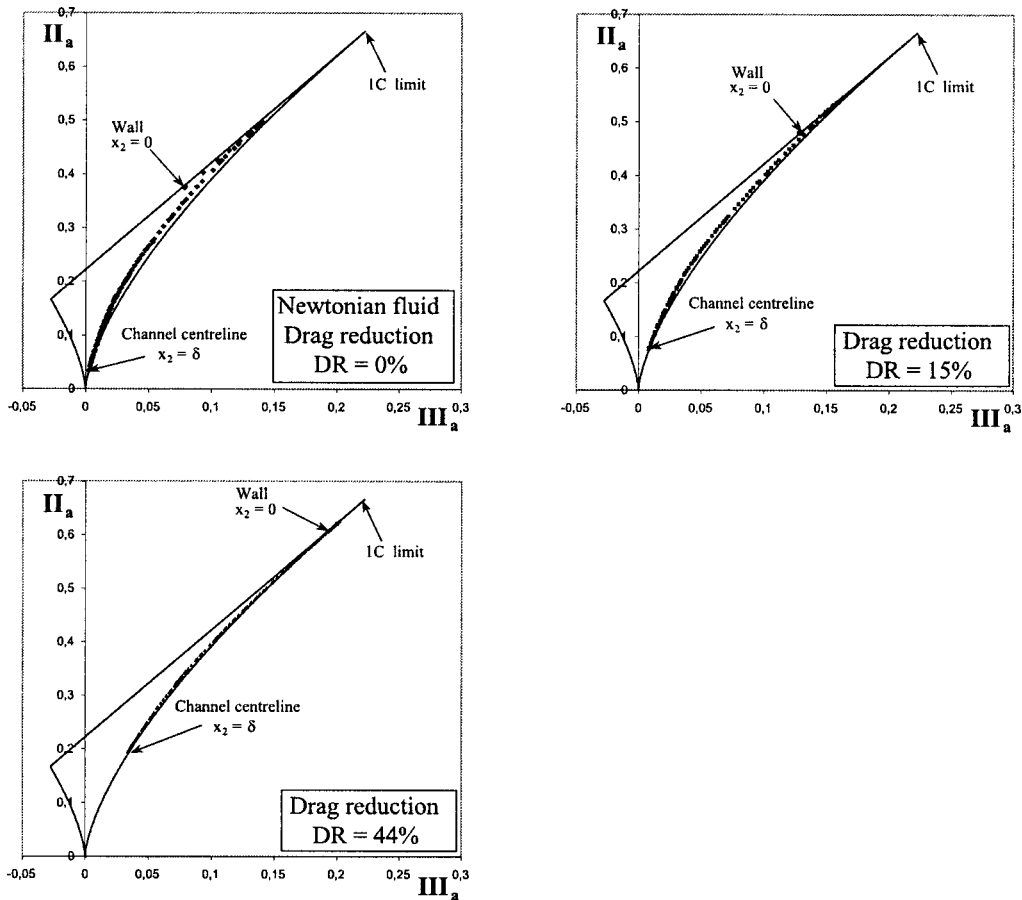 0,7
II_a
0,6
1C limit
0,5
Wall
x₂ = 0
0,4
0,3
0,2
0,1
Channel centreline
x₂ = δ
Newtonian fluid
Drag reduction
DR = 0%
0
-0,05 0 0,05 0,1 0,15 0,2 0,25 0,3
III_a
0,7
II_a
0,6
Wall
x₂ = 0
1C limit
0,5
0,4
0,3
0,2
Channel centreline
x₂ = δ
0,1
Drag reduction
DR = 15%
0
-0,05 0 0,05 0,1 0,15 0,2 0,25 0,3
III_a
0,7
II_a
Wall
x₂ = 0
0,6
1C limit
0,5
0,4
0,3
Channel centreline
x₂ = δ
0,2
0,1
Drag reduction
DR = 44%
0
-0,05 0 0,05 0,1 0,15 0,2 0,25 0,3
III_a